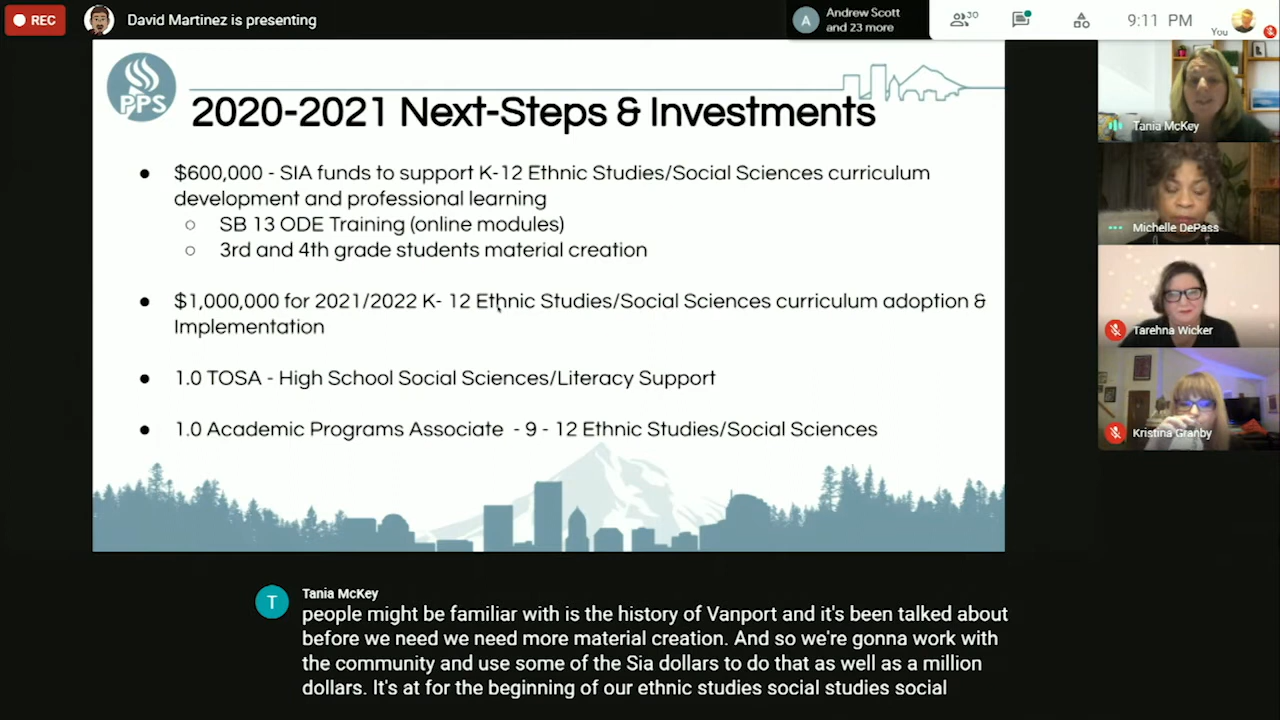 REC
David Martinez is presenting
A
Andrew Scott
and 23 more
30
9:11 PM
You
PPS
2020-2021 Next-Steps & Investments
● $600,000 - SIA funds to support K-12 Ethnic Studies/Social Sciences curriculum
development and professional learning
○ SB 13 ODE Training (online modules)
○ 3rd and 4th grade students material creation
● $1,000,000 for 2021/2022 K- 12 Ethnic Studies/Social Sciences curriculum adoption &
Implementation
● 1.0 TOSA - High School Social Sciences/Literacy Support
● 1.0 Academic Programs Associate - 9 - 12 Ethnic Studies/Social Sciences
Tania McKey
Michelle DePass
Tarehna Wicker
Kristina Granby
T
Tania McKey
people might be familiar with is the history of Vanport and it's been talked about
before we need we need more material creation. And so we're gonna work with
the community and use some of the Sia dollars to do that as well as a million
dollars. It's at for the beginning of our ethnic studies social studies social